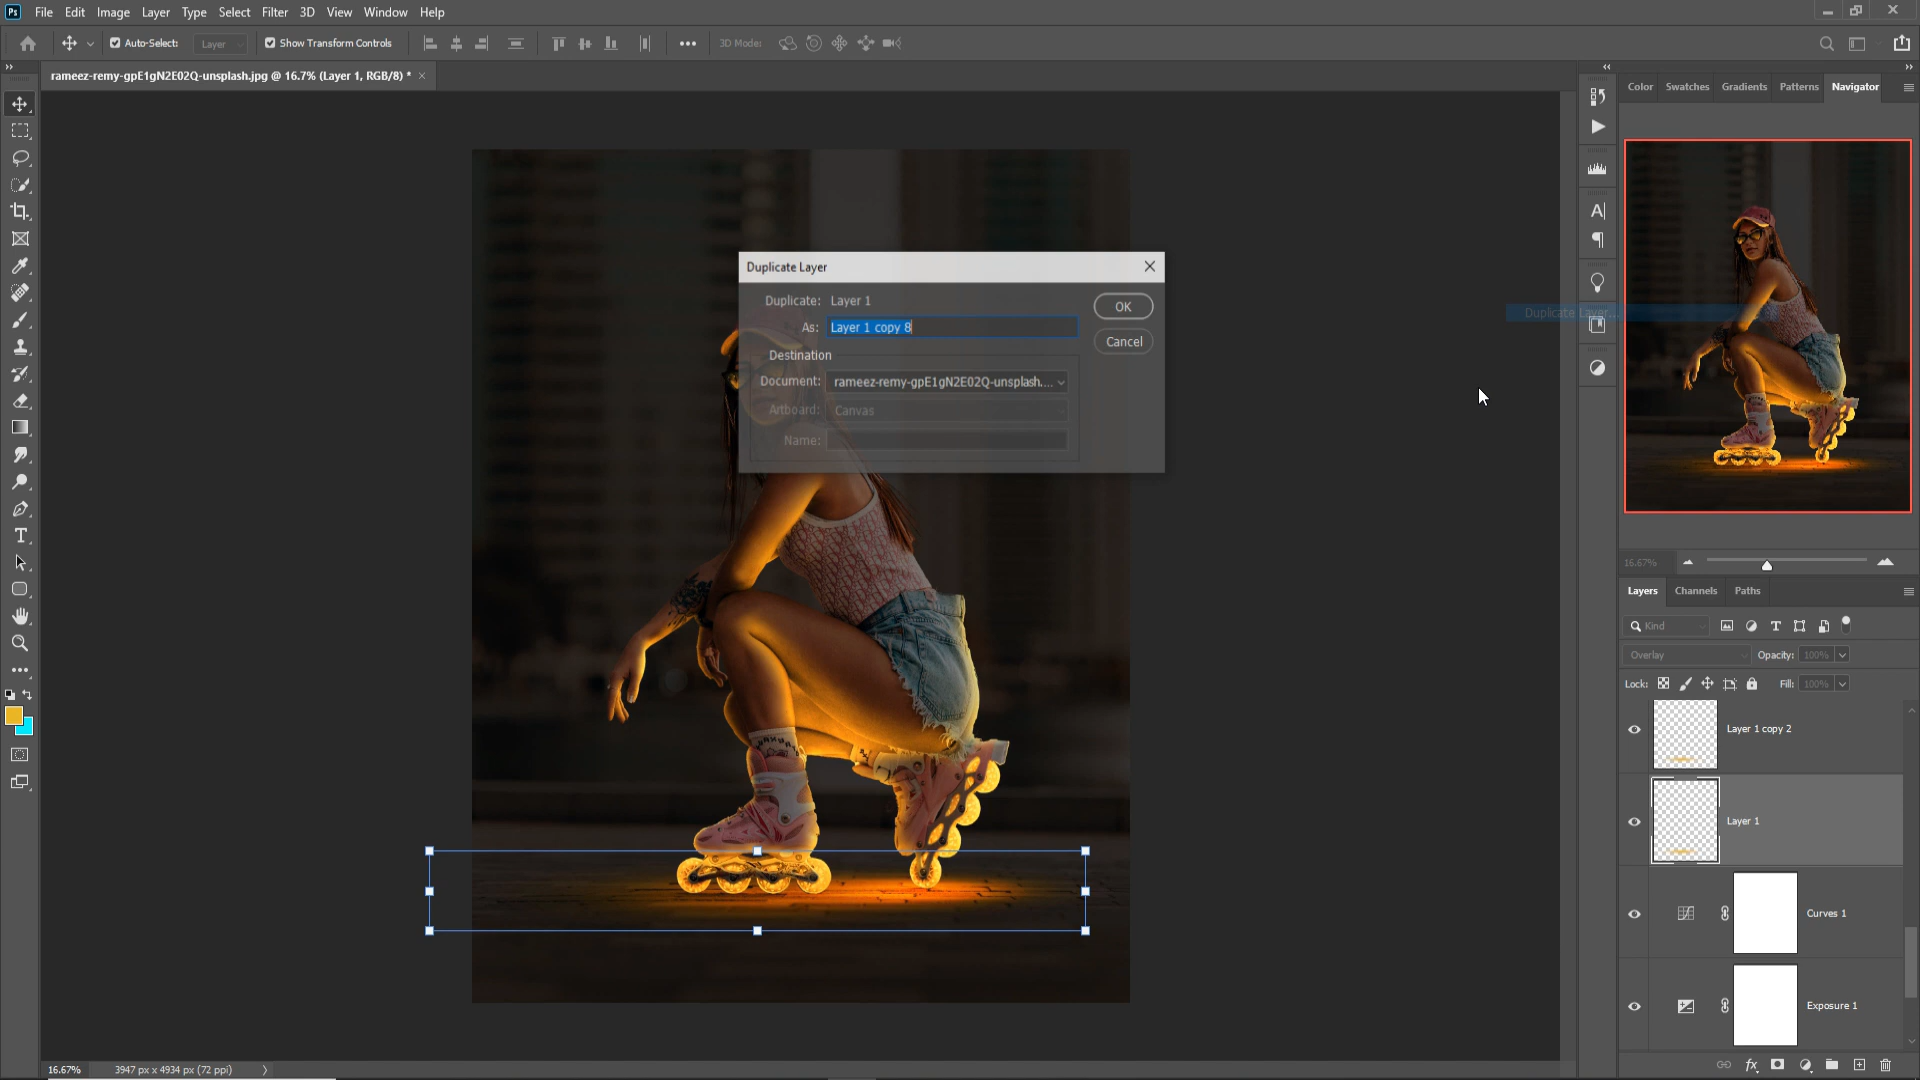 Ps File Edit Image Layer Type Select Filter 3D View Window Help
Auto-Select: Layer Show Transform Controls 3D Mode:
rameez-remy-gpE1gN2E02Q-unsplash.jpg @ 16.7% (Layer 1, RGB/8) *
Color Swatches Gradients Patterns Navigator
Duplicate Layer
Duplicate: Layer 1
OK
As: Layer 1 copy 8
Cancel
Destination
Document: rameez-remy-gpE1gN2E02Q-unsplash....
Artboard: Canvas
Name:
Duplicate Layer...
16.67%
Layers Channels Paths
Kind
Overlay Opacity: 100%
Lock: Fill: 100%
Layer 1 copy 2
Layer 1
Curves 1
Exposure 1
16.67% 3947 px x 4934 px (72 ppi)